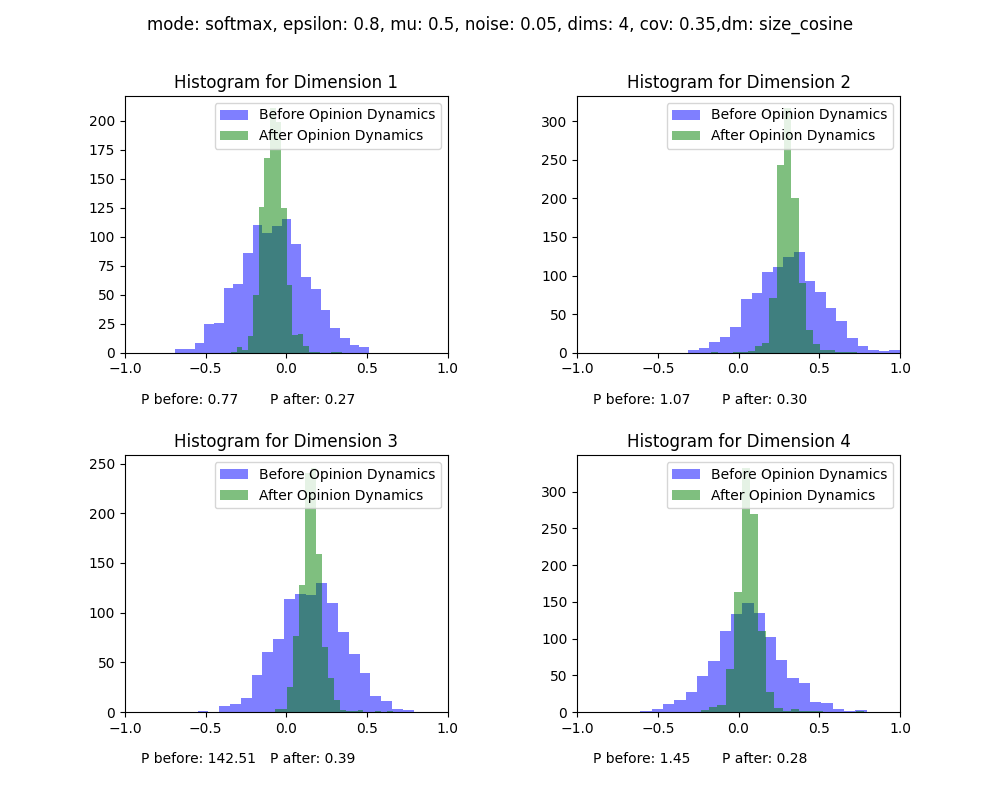 mode: softmax, epsilon: 0.8, mu: 0.5, noise: 0.05, dims: 4, cov: 0.35,dm: size_cosine
Histogram for Dimension 1
Before Opinion Dynamics
After Opinion Dynamics
200
175
150
125
100
75
50
25
0
−1.0 −0.5 0.0 0.5 1.0
P before: 0.77 P after: 0.27
Histogram for Dimension 2
Before Opinion Dynamics
After Opinion Dynamics
300
250
200
150
100
50
0
−1.0 −0.5 0.0 0.5 1.0
P before: 1.07 P after: 0.30
Histogram for Dimension 3
Before Opinion Dynamics
After Opinion Dynamics
250
200
150
100
50
0
−1.0 −0.5 0.0 0.5 1.0
P before: 142.51 P after: 0.39
Histogram for Dimension 4
Before Opinion Dynamics
After Opinion Dynamics
300
250
200
150
100
50
0
−1.0 −0.5 0.0 0.5 1.0
P before: 1.45 P after: 0.28